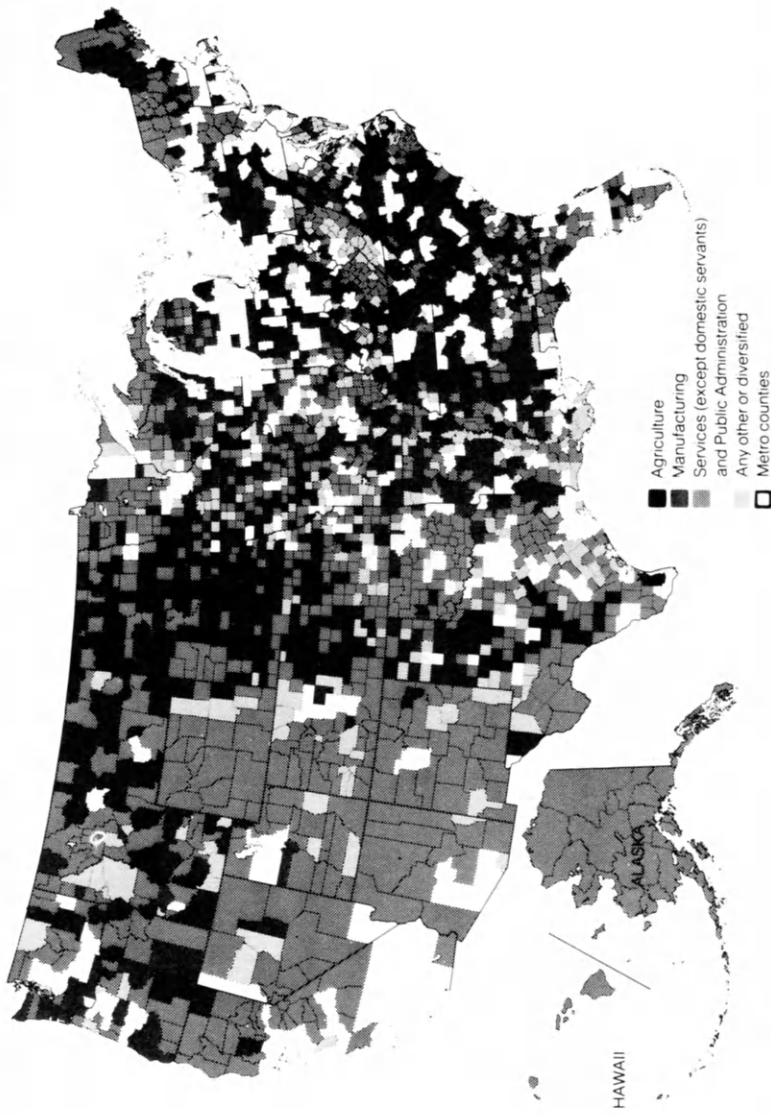 Agriculture
Manufacturing
Services (except domestic servants)
and Public Administration
Any other or diversified
Metro counties
ALASKA
HAWAII